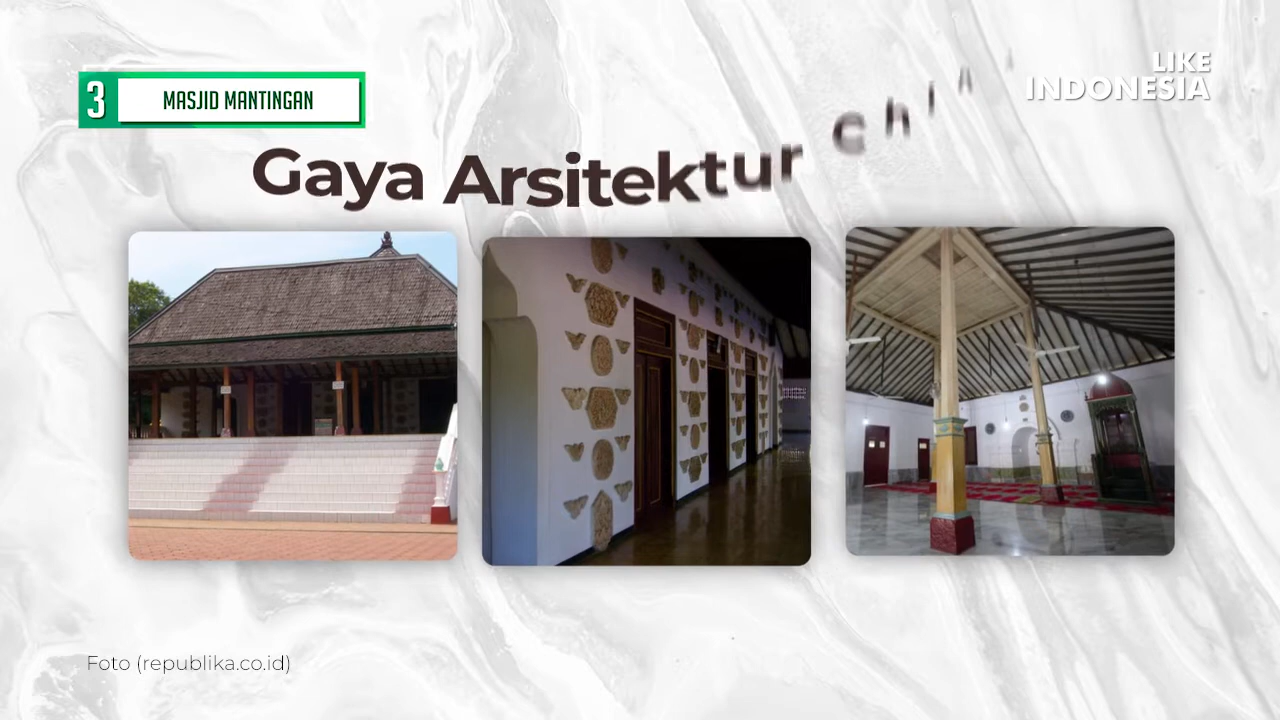 3 MASJID MANTINGAN
LIKE
INDONESIA
Gaya Arsitektur
Foto (republika.co.id)